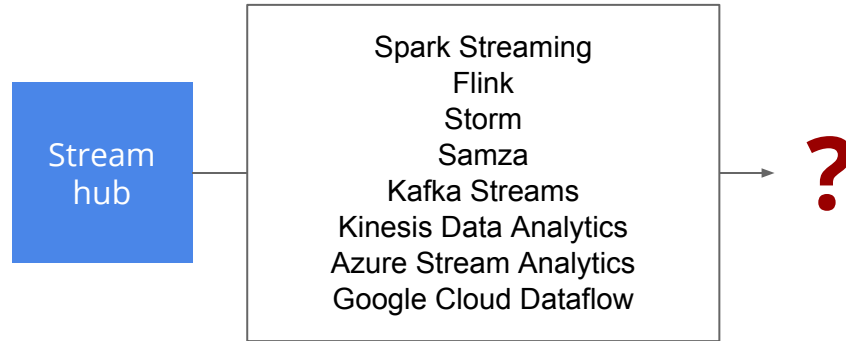 Stream
hub
Spark Streaming
Flink
Storm
Samza
Kafka Streams
Kinesis Data Analytics
Azure Stream Analytics
Google Cloud Dataflow
?